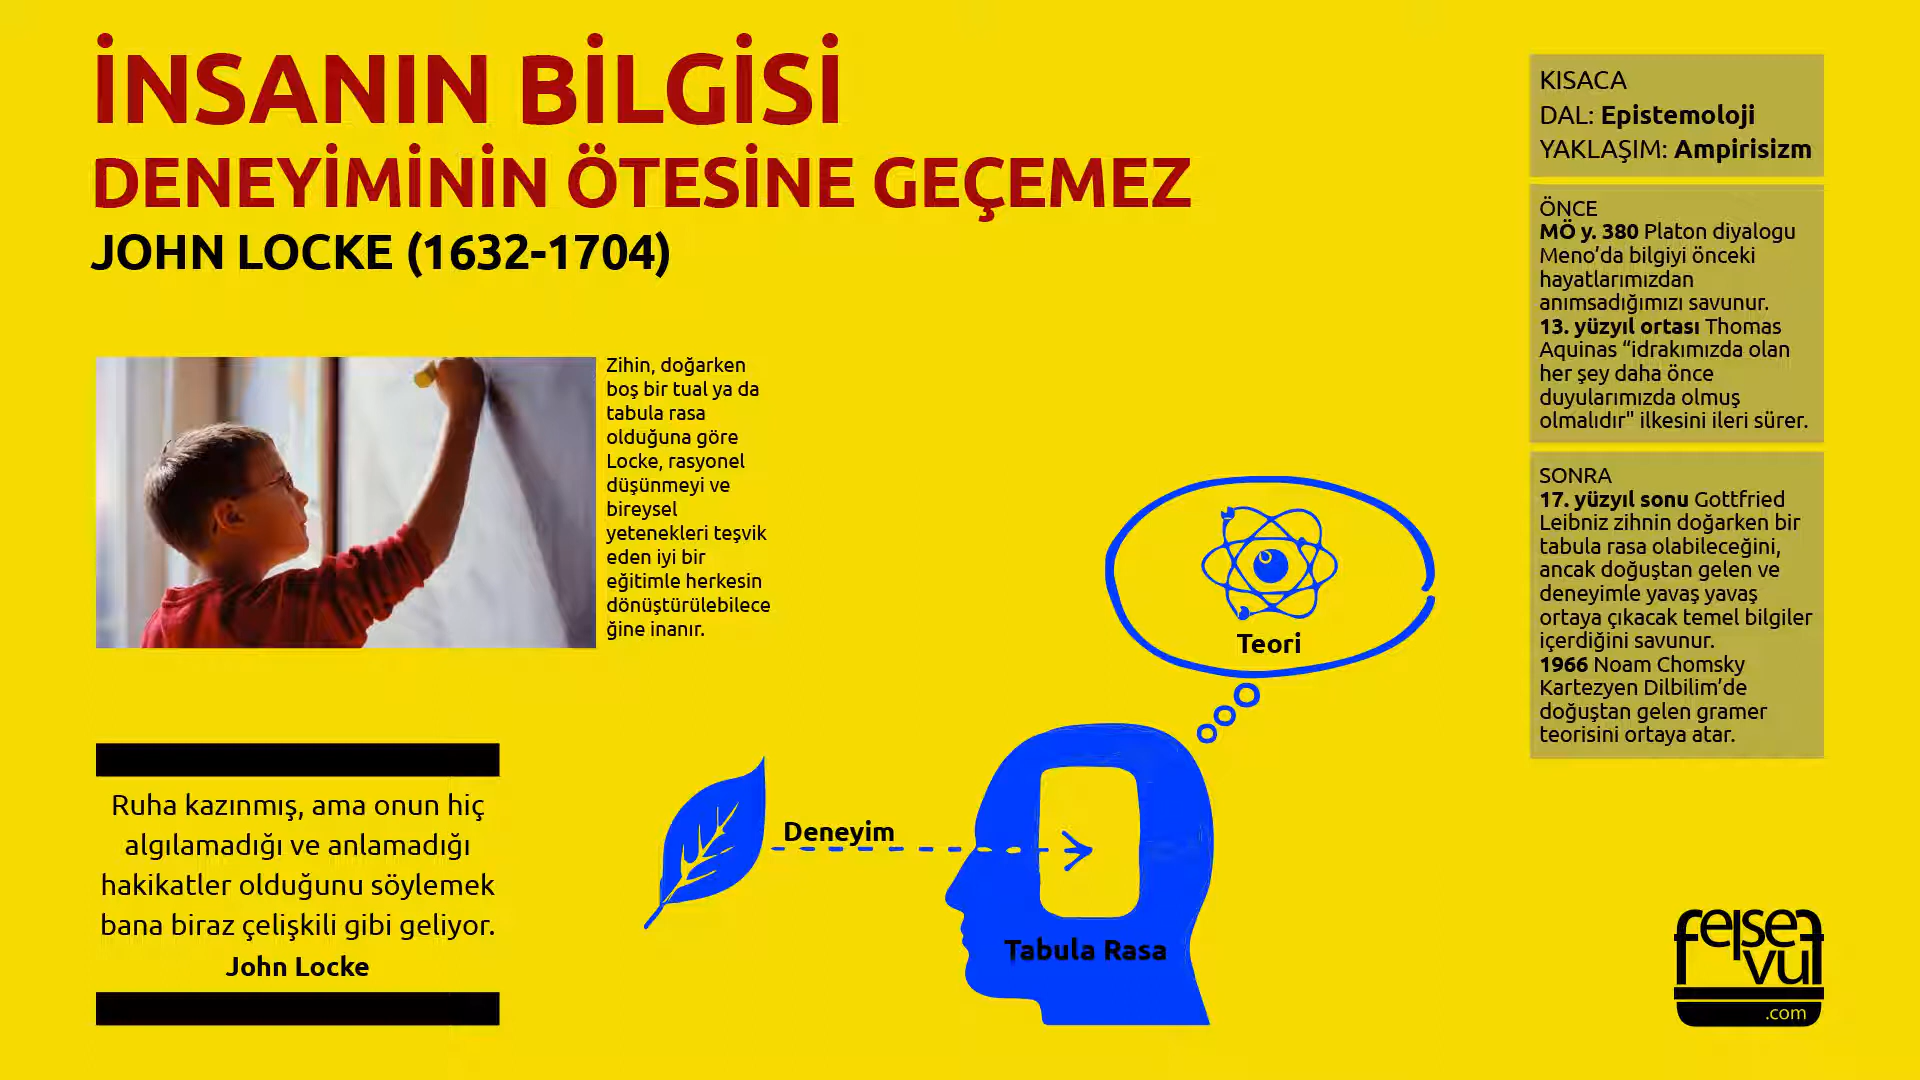 İNSANIN BİLGİSİ
DENEYİMİNİN ÖTESİNE GEÇEMEZ
JOHN LOCKE (1632-1704)
Zihin, doğarken
boş bir tual ya da
tabula rasa
olduğuna göre
Locke, rasyonel
düşünmeyi ve
bireysel
yetenekleri teşvik
eden iyi bir
eğitimle herkesin
dönüştürülebilece
ğine inanır.
Ruha kazınmış, ama onun hiç
algılamadığı ve anlamadığı
hakikatler olduğunu söylemek
bana biraz çelişkili gibi geliyor.
John Locke
Deneyim
Tabula Rasa
Teori
KISACA
DAL: Epistemoloji
YAKLAŞIM: Ampirisizm
ÖNCE
MÖ y. 380 Platon diyalogu
Meno’da bilgiyi önceki
hayatlarımızdan
anımsadığımızı savunur.
13. yüzyıl ortası Thomas
Aquinas “idrakımızda olan
her şey daha önce
duyularımızda olmuş
olmalıdır" ilkesini ileri sürer.
SONRA
17. yüzyıl sonu Gottfried
Leibniz zihnin doğarken bir
tabula rasa olabileceğini,
ancak doğuştan gelen ve
deneyimle yavaş yavaş
ortaya çıkacak temel bilgiler
içerdiğini savunur.
1966 Noam Chomsky
Kartezyen Dilbilim’de
doğuştan gelen gramer
teorisini ortaya atar.
felsefe
vuf
.com